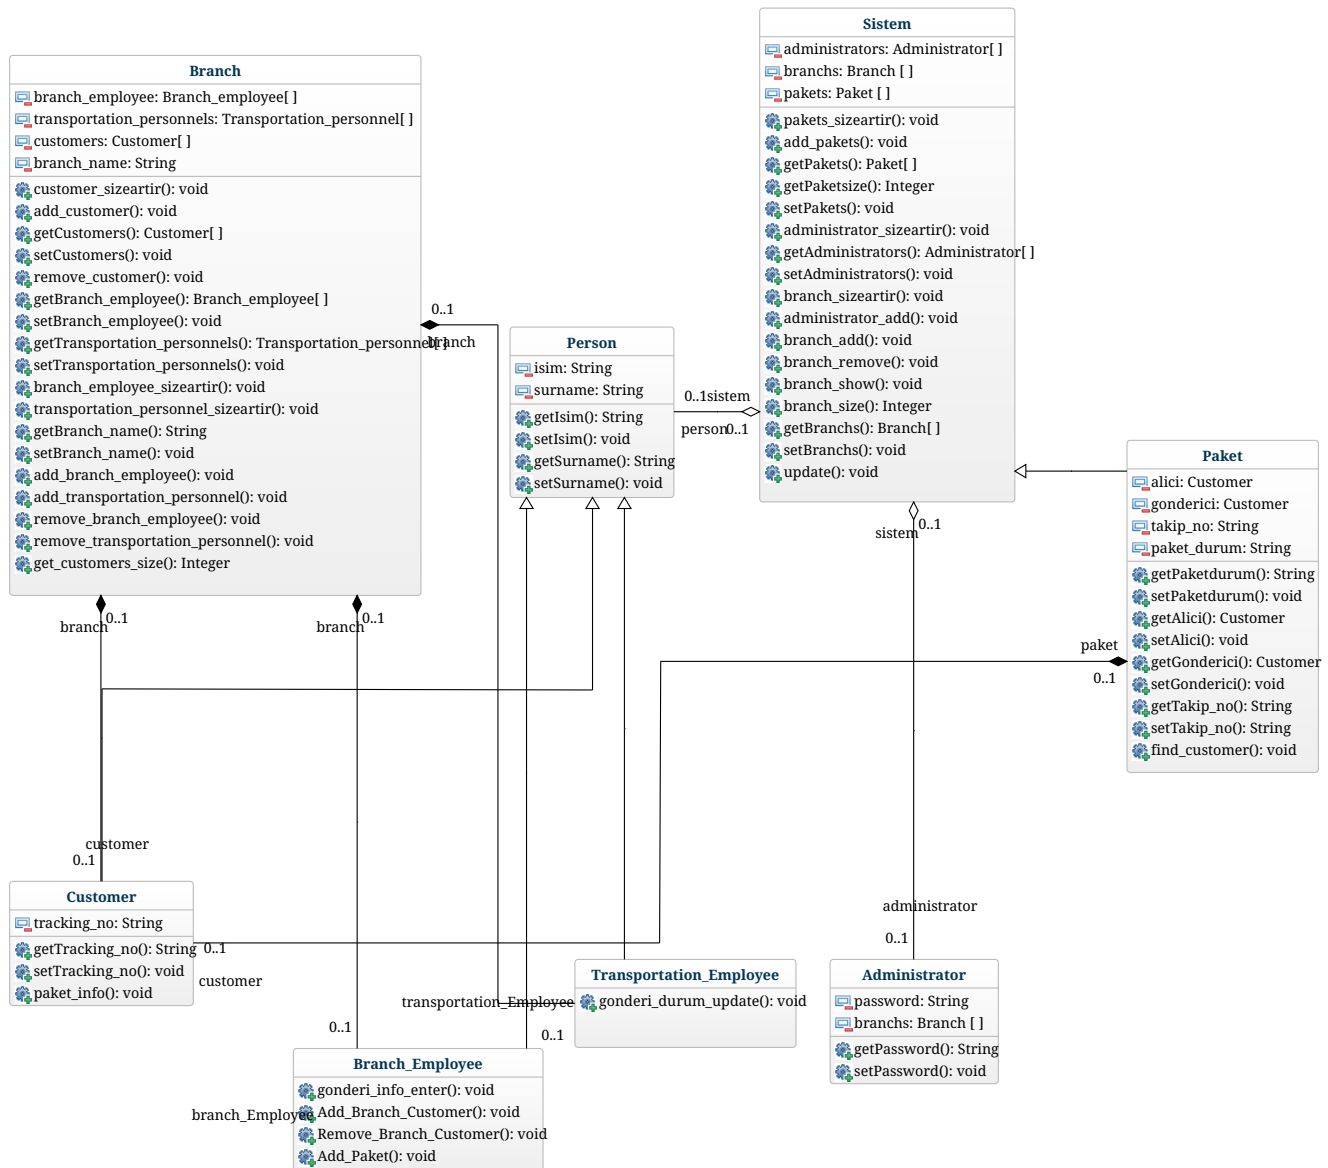 Sistem
administrators: Administrator[ ]
branchs: Branch [ ]
pakets: Paket [ ]
pakets_sizeartir(): void
add_pakets(): void
getPakets(): Paket[ ]
getPaketsize(): Integer
setPakets(): void
administrator_sizeartir(): void
getAdministrators(): Administrator[ ]
setAdministrators(): void
branch_sizeartir(): void
administrator_add(): void
branch_add(): void
branch_remove(): void
branch_show(): void
branch_size(): Integer
getBranchs(): Branch[ ]
setBranchs(): void
update(): void
Branch
branch_employee: Branch_employee[ ]
transportation_personnels: Transportation_personnel[ ]
customers: Customer[ ]
branch_name: String
customer_sizeartir(): void
add_customer(): void
getCustomers(): Customer[ ]
setCustomers(): void
remove_customer(): void
getBranch_employee(): Branch_employee[ ]
setBranch_employee(): void
getTransportation_personnels(): Transportation_personnel[ ]
setTransportation_personnels(): void
branch_employee_sizeartir(): void
transportation_personnel_sizeartir(): void
getBranch_name(): String
setBranch_name(): void
add_branch_employee(): void
add_transportation_personnel(): void
remove_branch_employee(): void
remove_transportation_personnel(): void
get_customers_size(): Integer
0..1
branch
Person
isim: String
surname: String
getIsim(): String
setIsim(): void
getSurname(): String
setSurname(): void
0..1sistem
person0..1
Paket
alici: Customer
gonderici: Customer
takip_no: String
paket_durum: String
getPaketdurum(): String
setPaketdurum(): void
getAlici(): Customer
setAlici(): void
getGonderici(): Customer
setGonderici(): void
getTakip_no(): String
setTakip_no(): String
find_customer(): void
0..1
sistem
0..1
branch
0..1
branch
paket
0..1
customer
0..1
Customer
tracking_no: String
getTracking_no(): String
setTracking_no(): void
paket_info(): void
0..1
customer
administrator
0..1
Transportation_Employee
gonderi_durum_update(): void
transportation_Employee
0..1
Administrator
password: String
branchs: Branch [ ]
getPassword(): String
setPassword(): void
0..1
Branch_Employee
gonderi_info_enter(): void
Add_Branch_Customer(): void
Remove_Branch_Customer(): void
Add_Paket(): void
branch_Employee